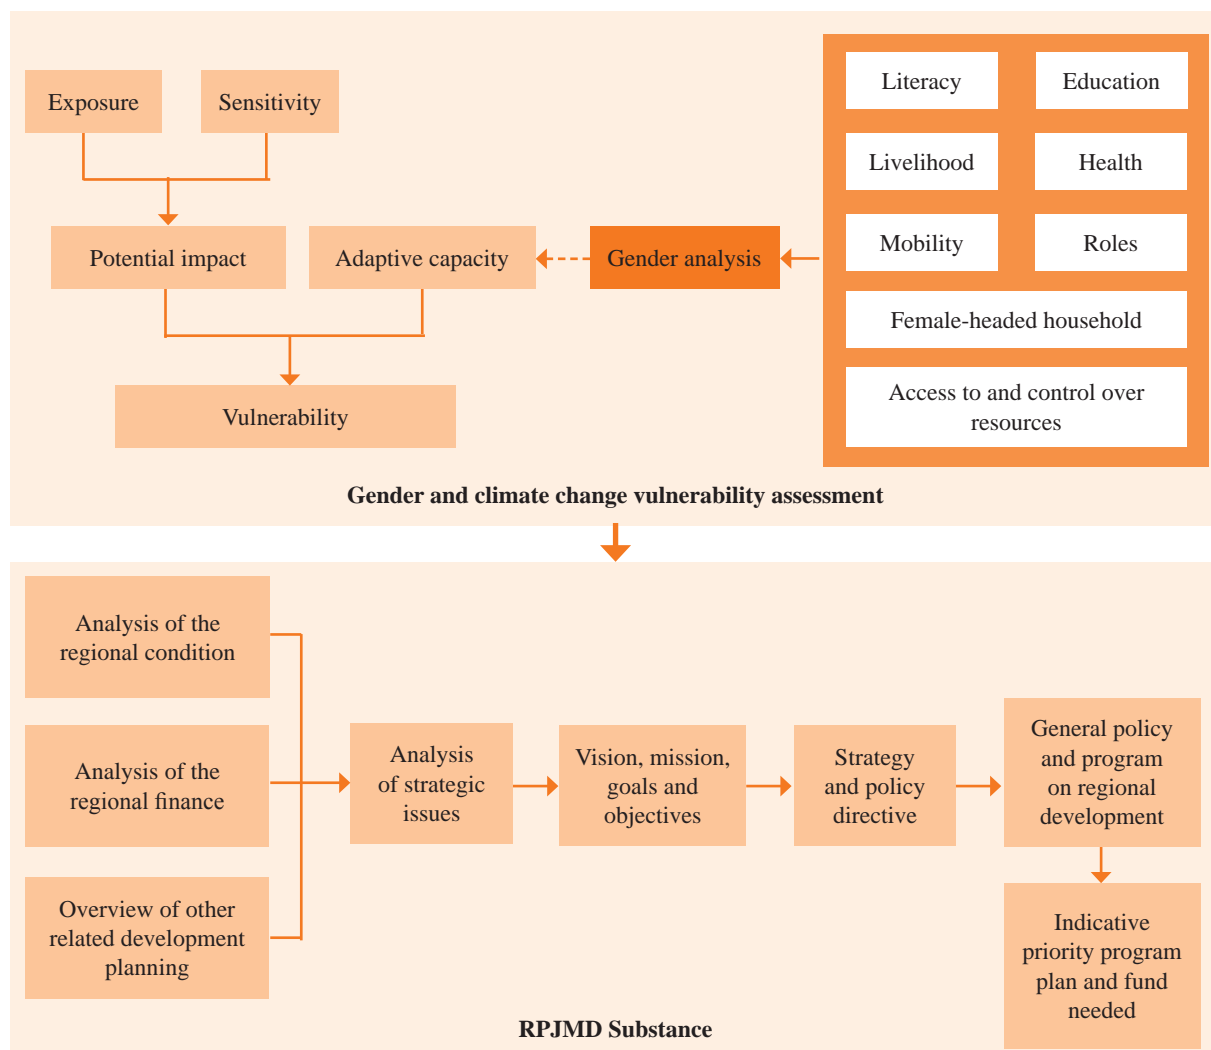 Exposure
Sensitivity
Potential impact
Adaptive capacity
Gender analysis
Vulnerability
Literacy
Education
Livelihood
Health
Mobility
Roles
Female-headed household
Access to and control over
resources
Gender and climate change vulnerability assessment
Analysis of the
regional condition
Analysis of the
regional finance
Overview of other
related development
planning
Analysis
of strategic
issues
Vision, mission,
goals and
objectives
Strategy
and policy
directive
General policy
and program
on regional
development
Indicative
priority program
plan and fund
needed
RPJMD Substance